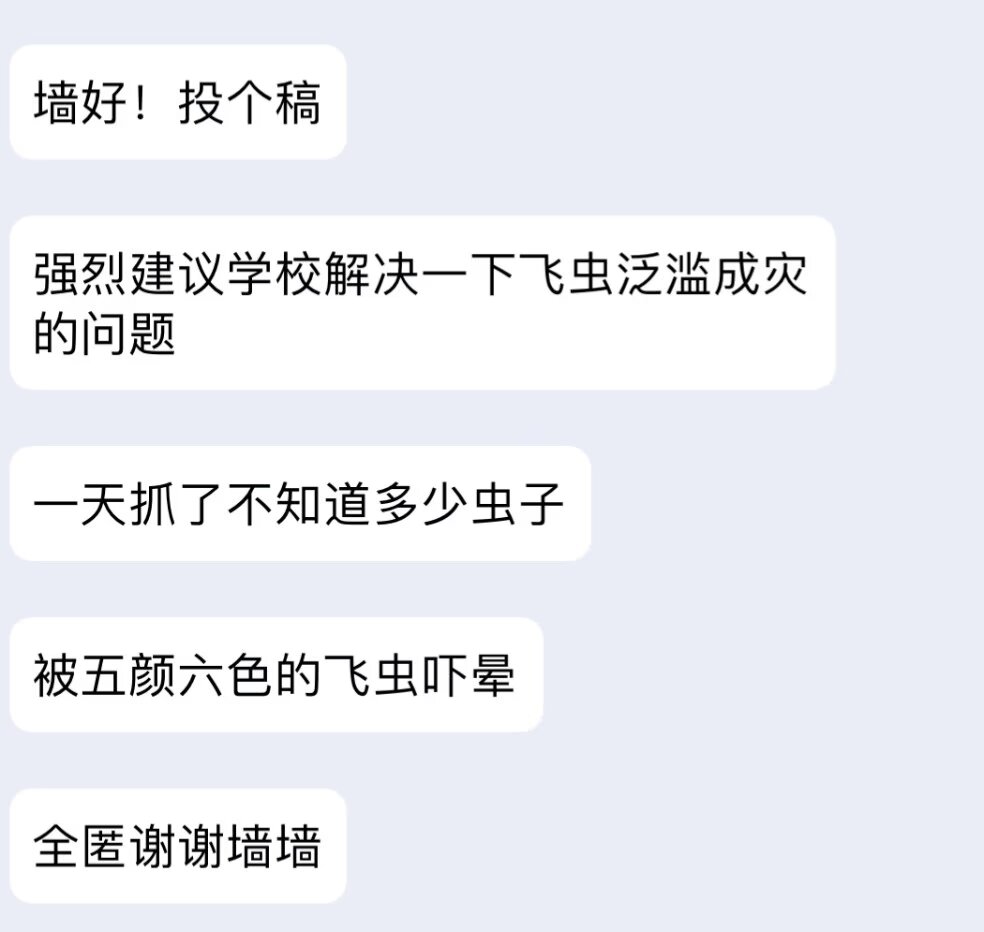 墙好！投个稿
强烈建议学校解决一下飞虫泛滥成灾
的问题
一天抓了不知道多少虫子
被五颜六色的飞虫吓晕
全匿谢谢墙墙